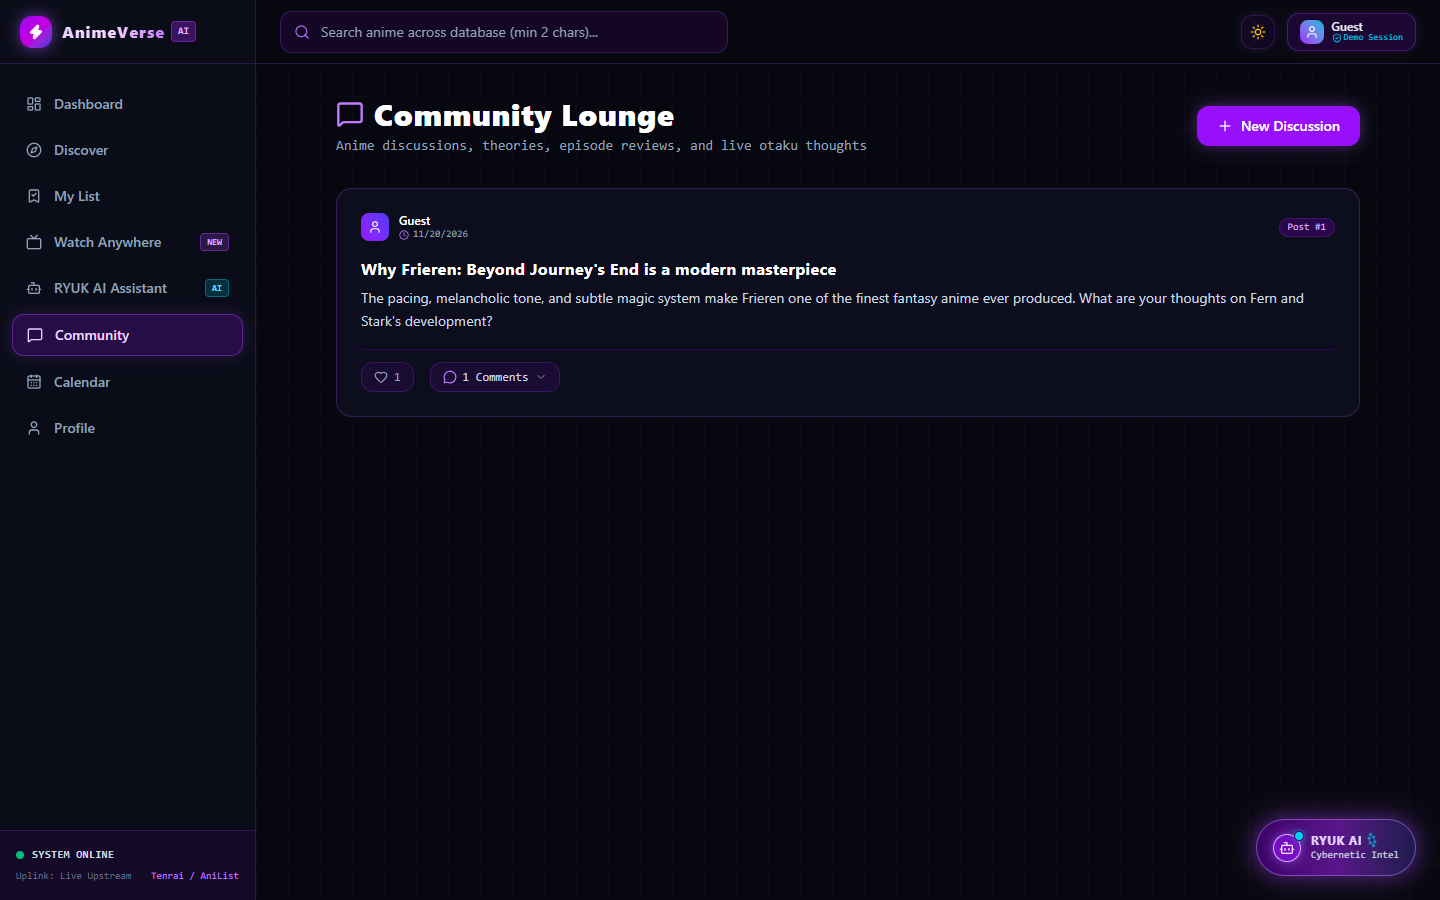 AnimeVerse AI
Search anime across database (min 2 chars)...
Guest
Demo Session
Dashboard
Discover
My List
Watch Anywhere NEW
RYUK AI Assistant AI
Community
Calendar
Profile
Community Lounge
Anime discussions, theories, episode reviews, and live otaku thoughts
New Discussion
Guest
11/20/2026
Post #1
Why Frieren: Beyond Journey's End is a modern masterpiece
The pacing, melancholic tone, and subtle magic system make Frieren one of the finest fantasy anime ever produced. What are your thoughts on Fern and
Stark's development?
1
1 Comments
SYSTEM ONLINE
Uplink: Live Upstream Tenrai / AniList
RYUK AI
Cybernetic Intel